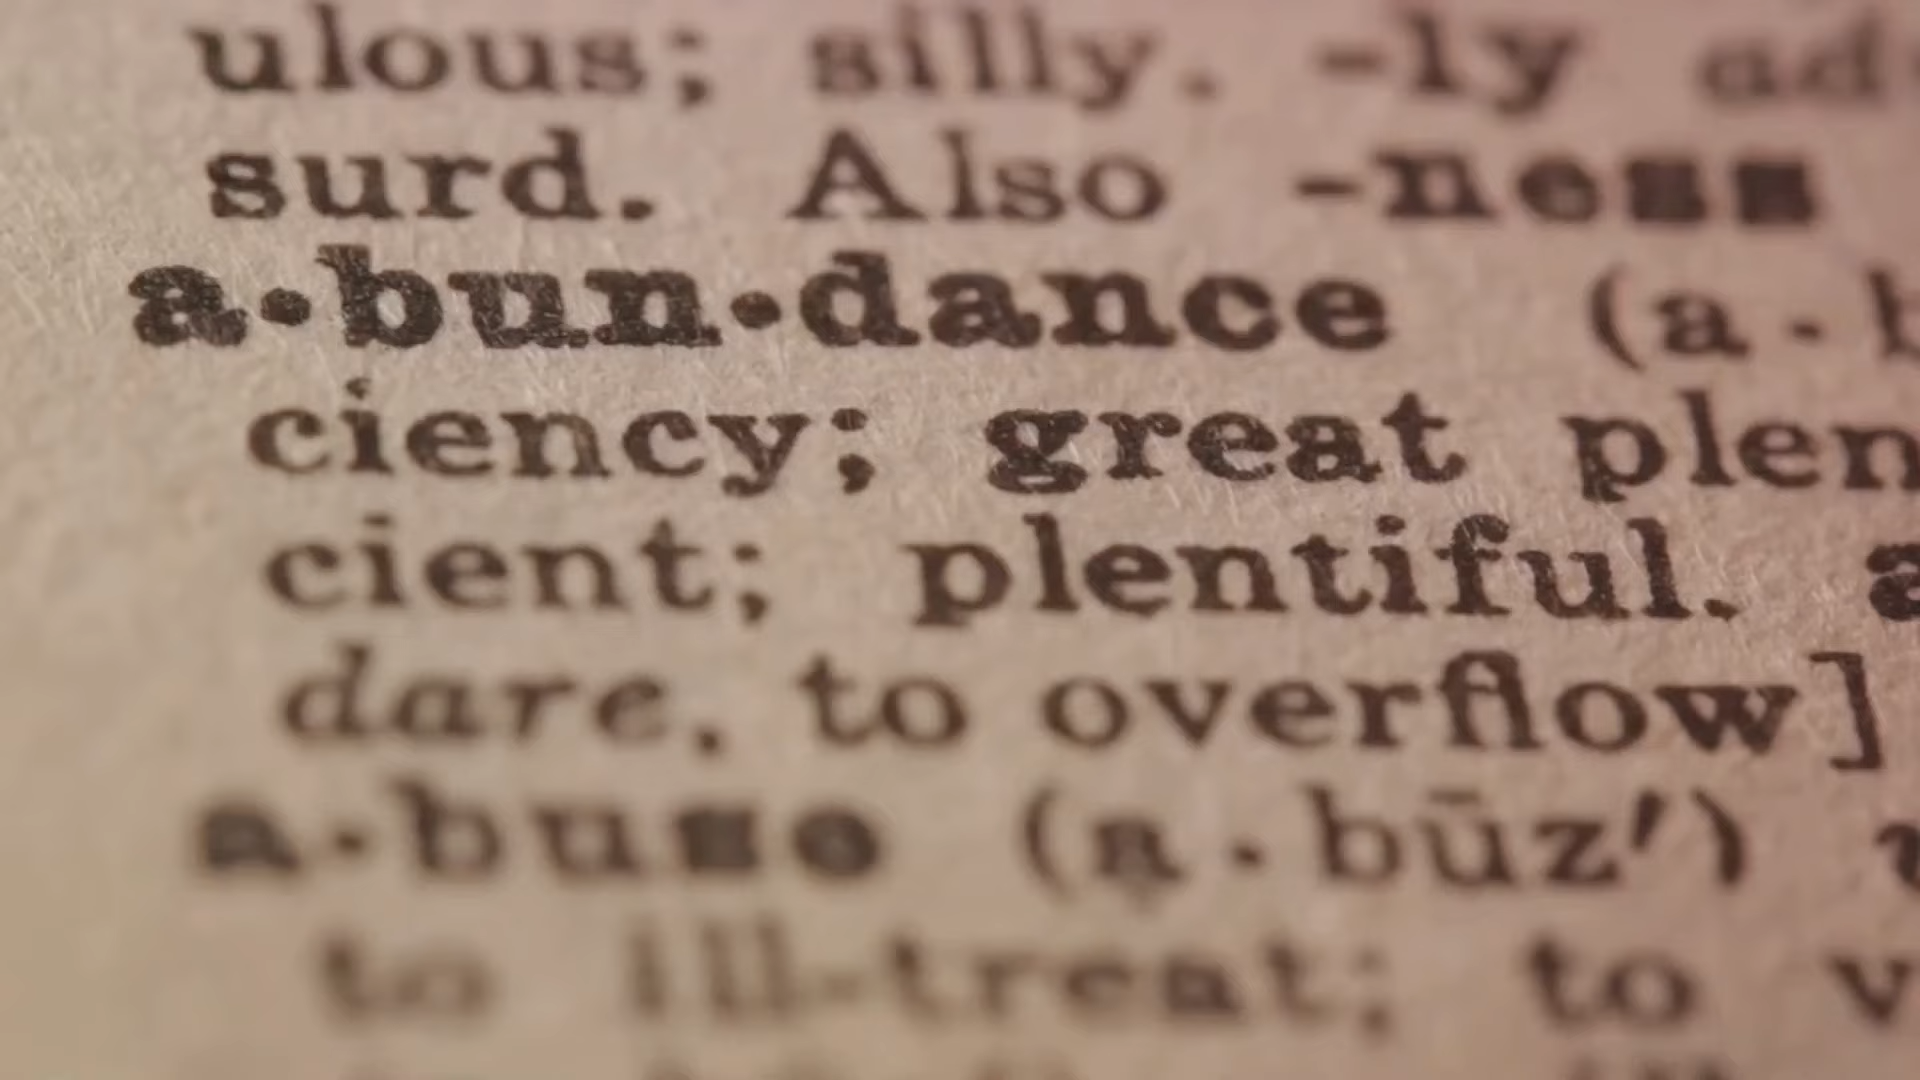 ulous; silly. -ly ad
surd. Also -ness
a•bun•dance (a - b
ciency; great plen
cient; plentiful. a
dare, to overflow]
a•buse (a • būz′) v
to ill-treat; to v